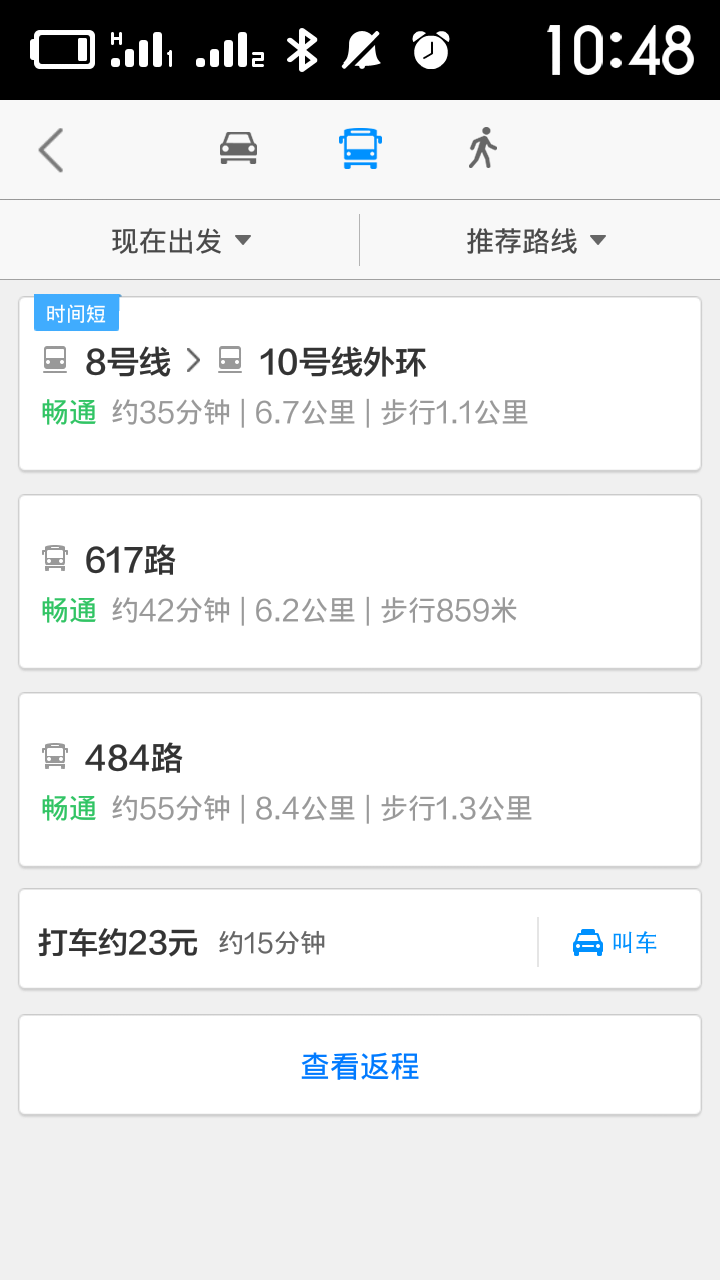 H 1 2 10:48
现在出发 推荐路线
时间短
8号线 > 10号线外环
畅通 约35分钟 | 6.7公里 | 步行1.1公里
617路
畅通 约42分钟 | 6.2公里 | 步行859米
484路
畅通 约55分钟 | 8.4公里 | 步行1.3公里
打车约23元 约15分钟 叫车
查看返程